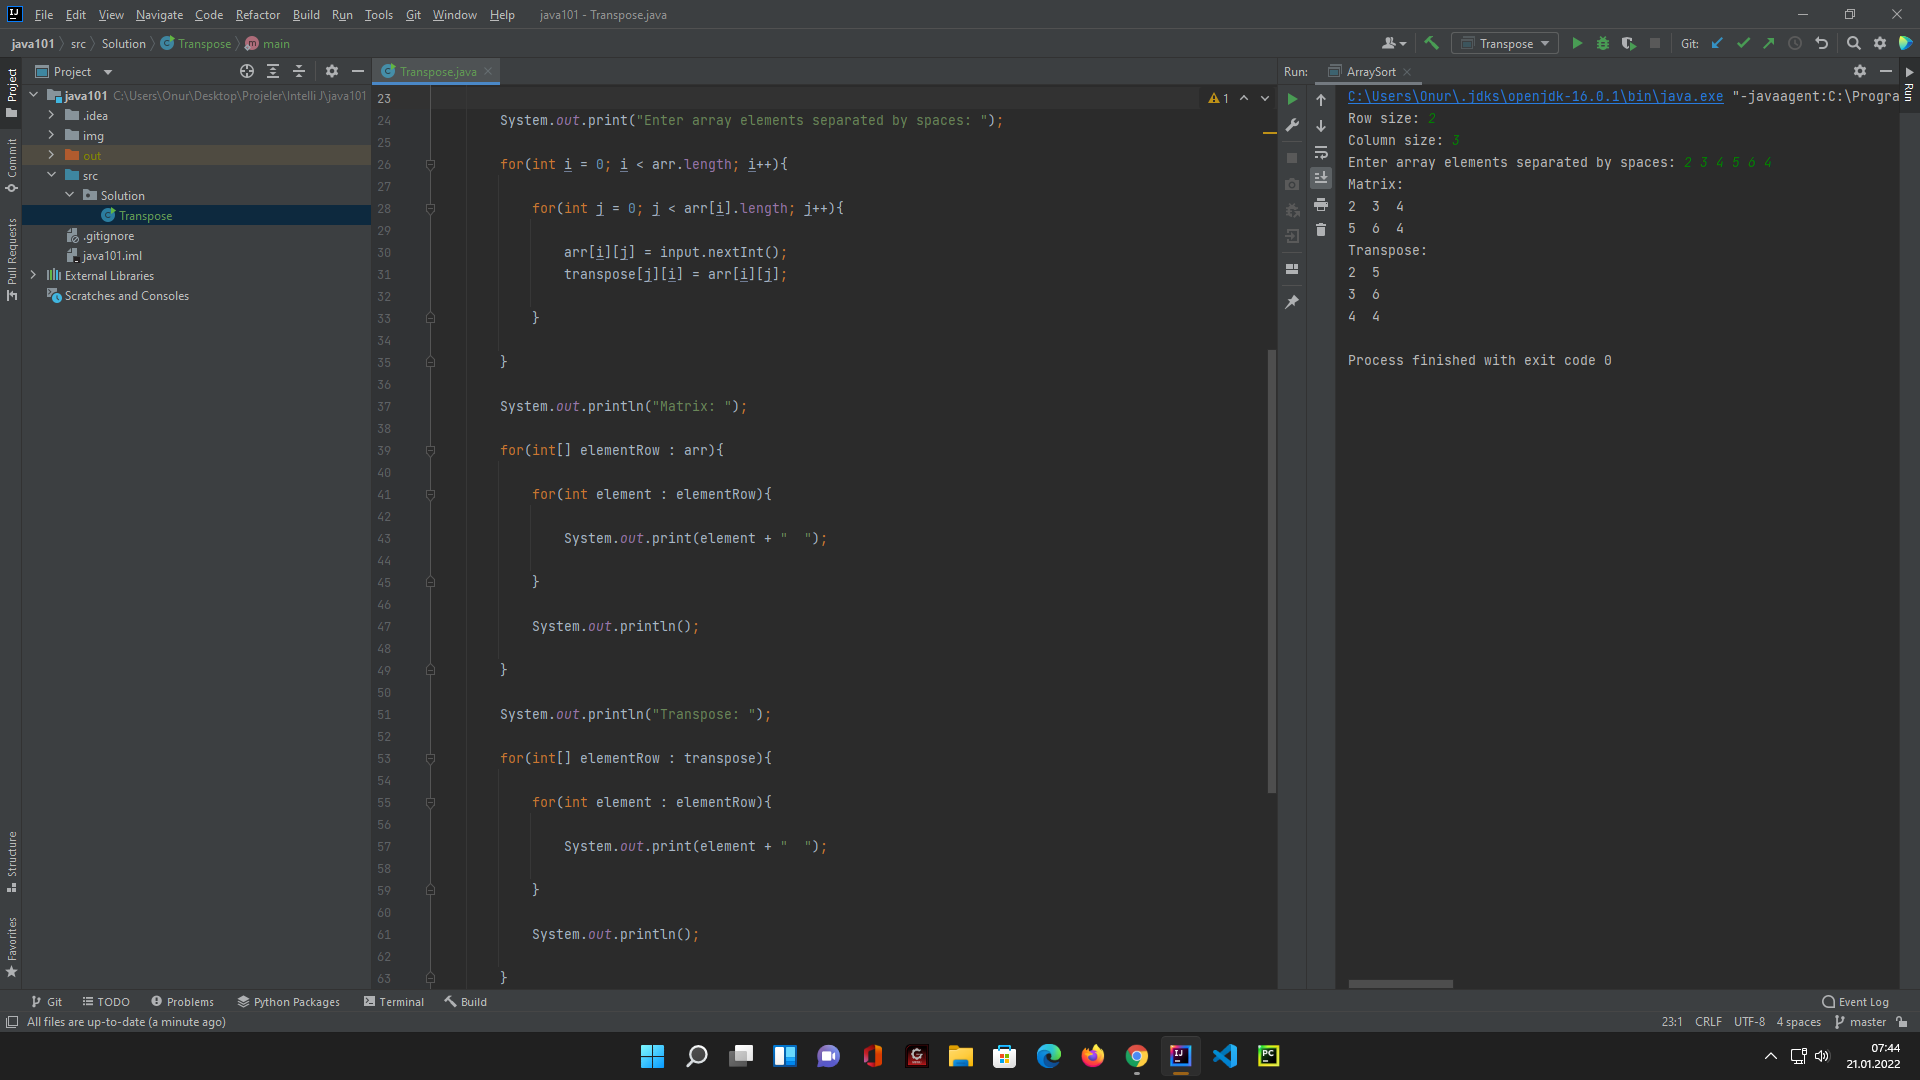 File Edit View Navigate Code Refactor Build Run Tools Git Window Help java101 - Transpose.java
java101 src Solution Transpose main
Transpose
Git:
Project
Transpose.java
Run: ArraySort
java101 C:\Users\Onur\Desktop\Projeler\Intelli J\java101
.idea
img
out
src
Solution
Transpose
.gitignore
java101.iml
External Libraries
Scratches and Consoles
Project
Commit
Pull Requests
Structure
Favorites
23
1
24 System.out.print("Enter array elements separated by spaces: ");
25
26 for(int i = 0; i < arr.length; i++){
27
28 for(int j = 0; j < arr[i].length; j++){
29
30 arr[i][j] = input.nextInt();
31 transpose[j][i] = arr[i][j];
32
33 }
34
35 }
36
37 System.out.println("Matrix: ");
38
39 for(int[] elementRow : arr){
40
41 for(int element : elementRow){
42
43 System.out.print(element + "  ");
44
45 }
46
47 System.out.println();
48
49 }
50
51 System.out.println("Transpose: ");
52
53 for(int[] elementRow : transpose){
54
55 for(int element : elementRow){
56
57 System.out.print(element + "  ");
58
59 }
60
61 System.out.println();
62
63 }
C:\Users\Onur\.jdks\openjdk-16.0.1\bin\java.exe "-javaagent:C:\Progra
Row size: 2
Column size: 3
Enter array elements separated by spaces: 2 3 4 5 6 4
Matrix:
2  3  4
5  6  4
Transpose:
2  5
3  6
4  4
Process finished with exit code 0
Run
Git TODO Problems Python Packages Terminal Build Event Log
All files are up-to-date (a minute ago) 23:1 CRLF UTF-8 4 spaces master
07:44
21.01.2022